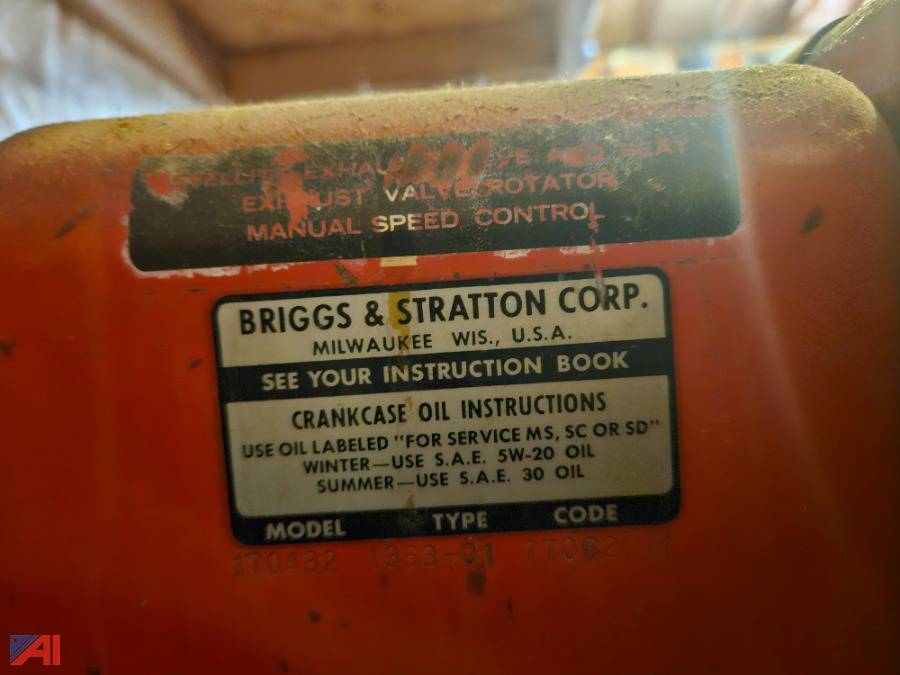 EXHAUST VALVE ROTATOR
MANUAL SPEED CONTROL
BRIGGS & STRATTON CORP.
MILWAUKEE WIS., U.S.A.
SEE YOUR INSTRUCTION BOOK
CRANKCASE OIL INSTRUCTIONS
USE OIL LABELED "FOR SERVICE MS, SC OR SD"
WINTER—USE S.A.E. 5W-20 OIL
SUMMER—USE S.A.E. 30 OIL
MODEL TYPE CODE
AI